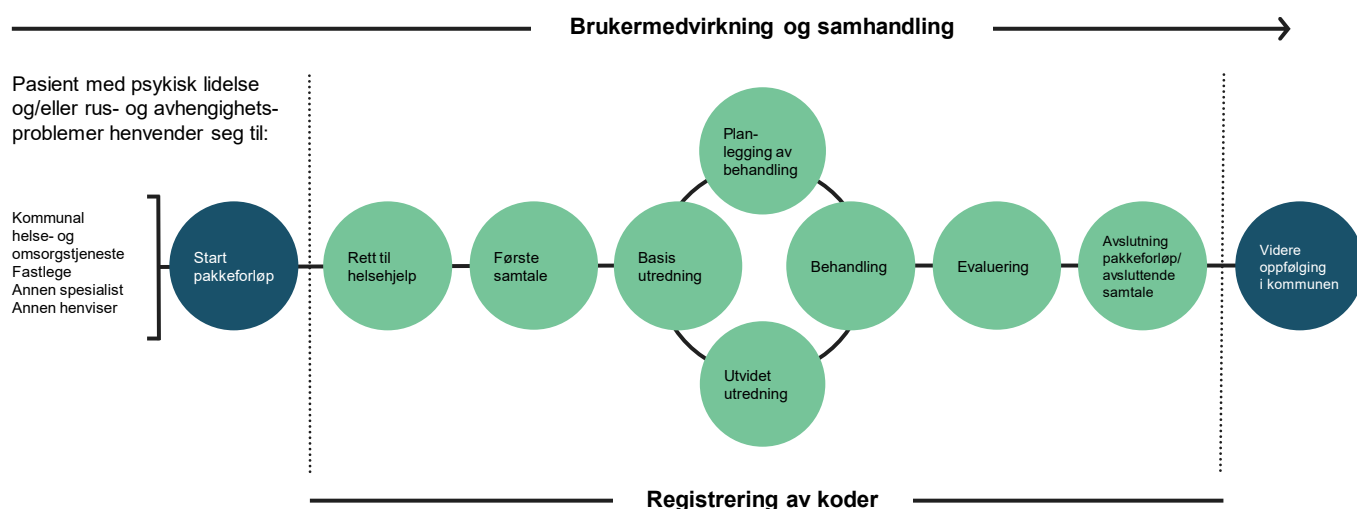 Brukermedvirkning og samhandling
Pasient med psykisk lidelse
og/eller rus- og avhengighets-
problemer henvender seg til:
Kommunal
helse- og
omsorgstjeneste
Fastlege
Annen spesialist
Annen henviser
Start
pakkeforløp
Rett til
helsehjelp
Første
samtale
Basis
utredning
Plan-
legging av
behandling
Utvidet
utredning
Behandling
Evaluering
Avslutning
pakkeforløp/
avsluttende
samtale
Videre
oppfølging
i kommunen
Registrering av koder